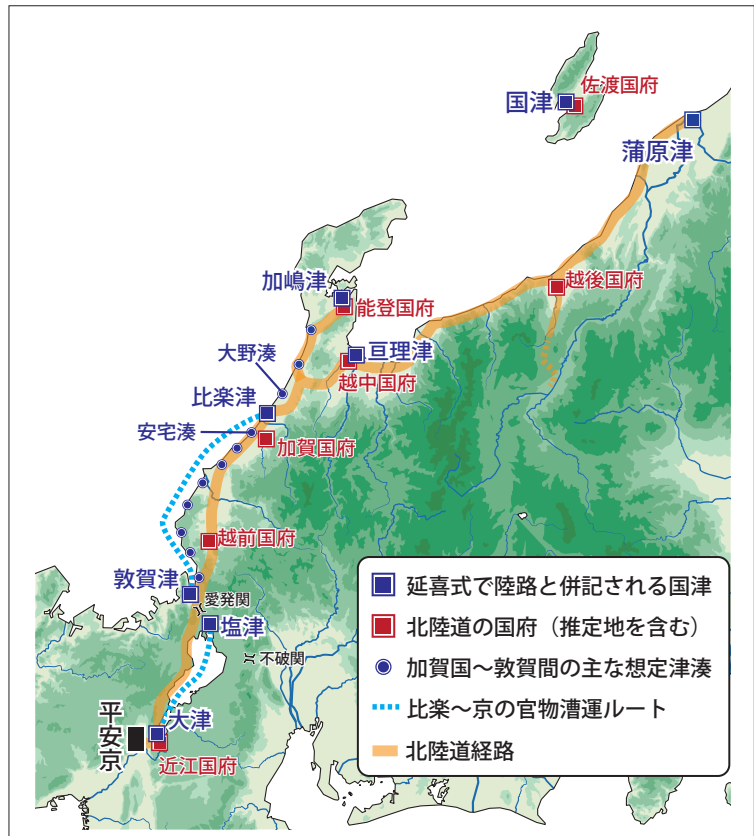 佐渡国府
国津
蒲原津
加嶋津
能登国府
越後国府
大野湊
亘理津
越中国府
比楽津
安宅湊
加賀国府
越前国府
敦賀津
愛発関
塩津
不破関
平安京
大津
近江国府
延喜式で陸路と併記される国津
北陸道の国府（推定地を含む）
加賀国～敦賀間の主な想定津湊
比楽～京の官物漕運ルート
北陸道経路